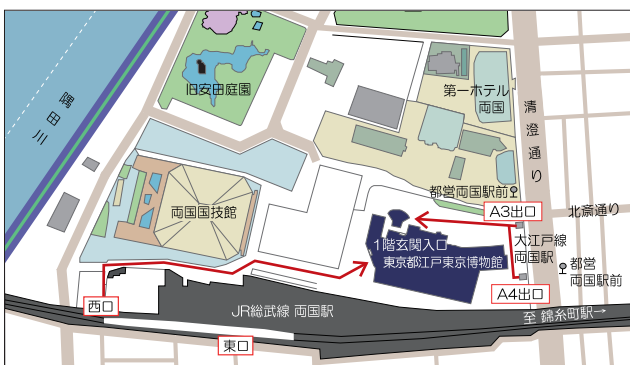 隅田川
旧安田庭園
第一ホテル
両国
清澄通り
都営両国駅前
A3出口
北斎通り
両国国技館
1階玄関入口
東京都江戸東京博物館
大江戸線
両国駅
都営
両国駅前
A4出口
西口
JR総武線 両国駅
至 錦糸町駅→
東口